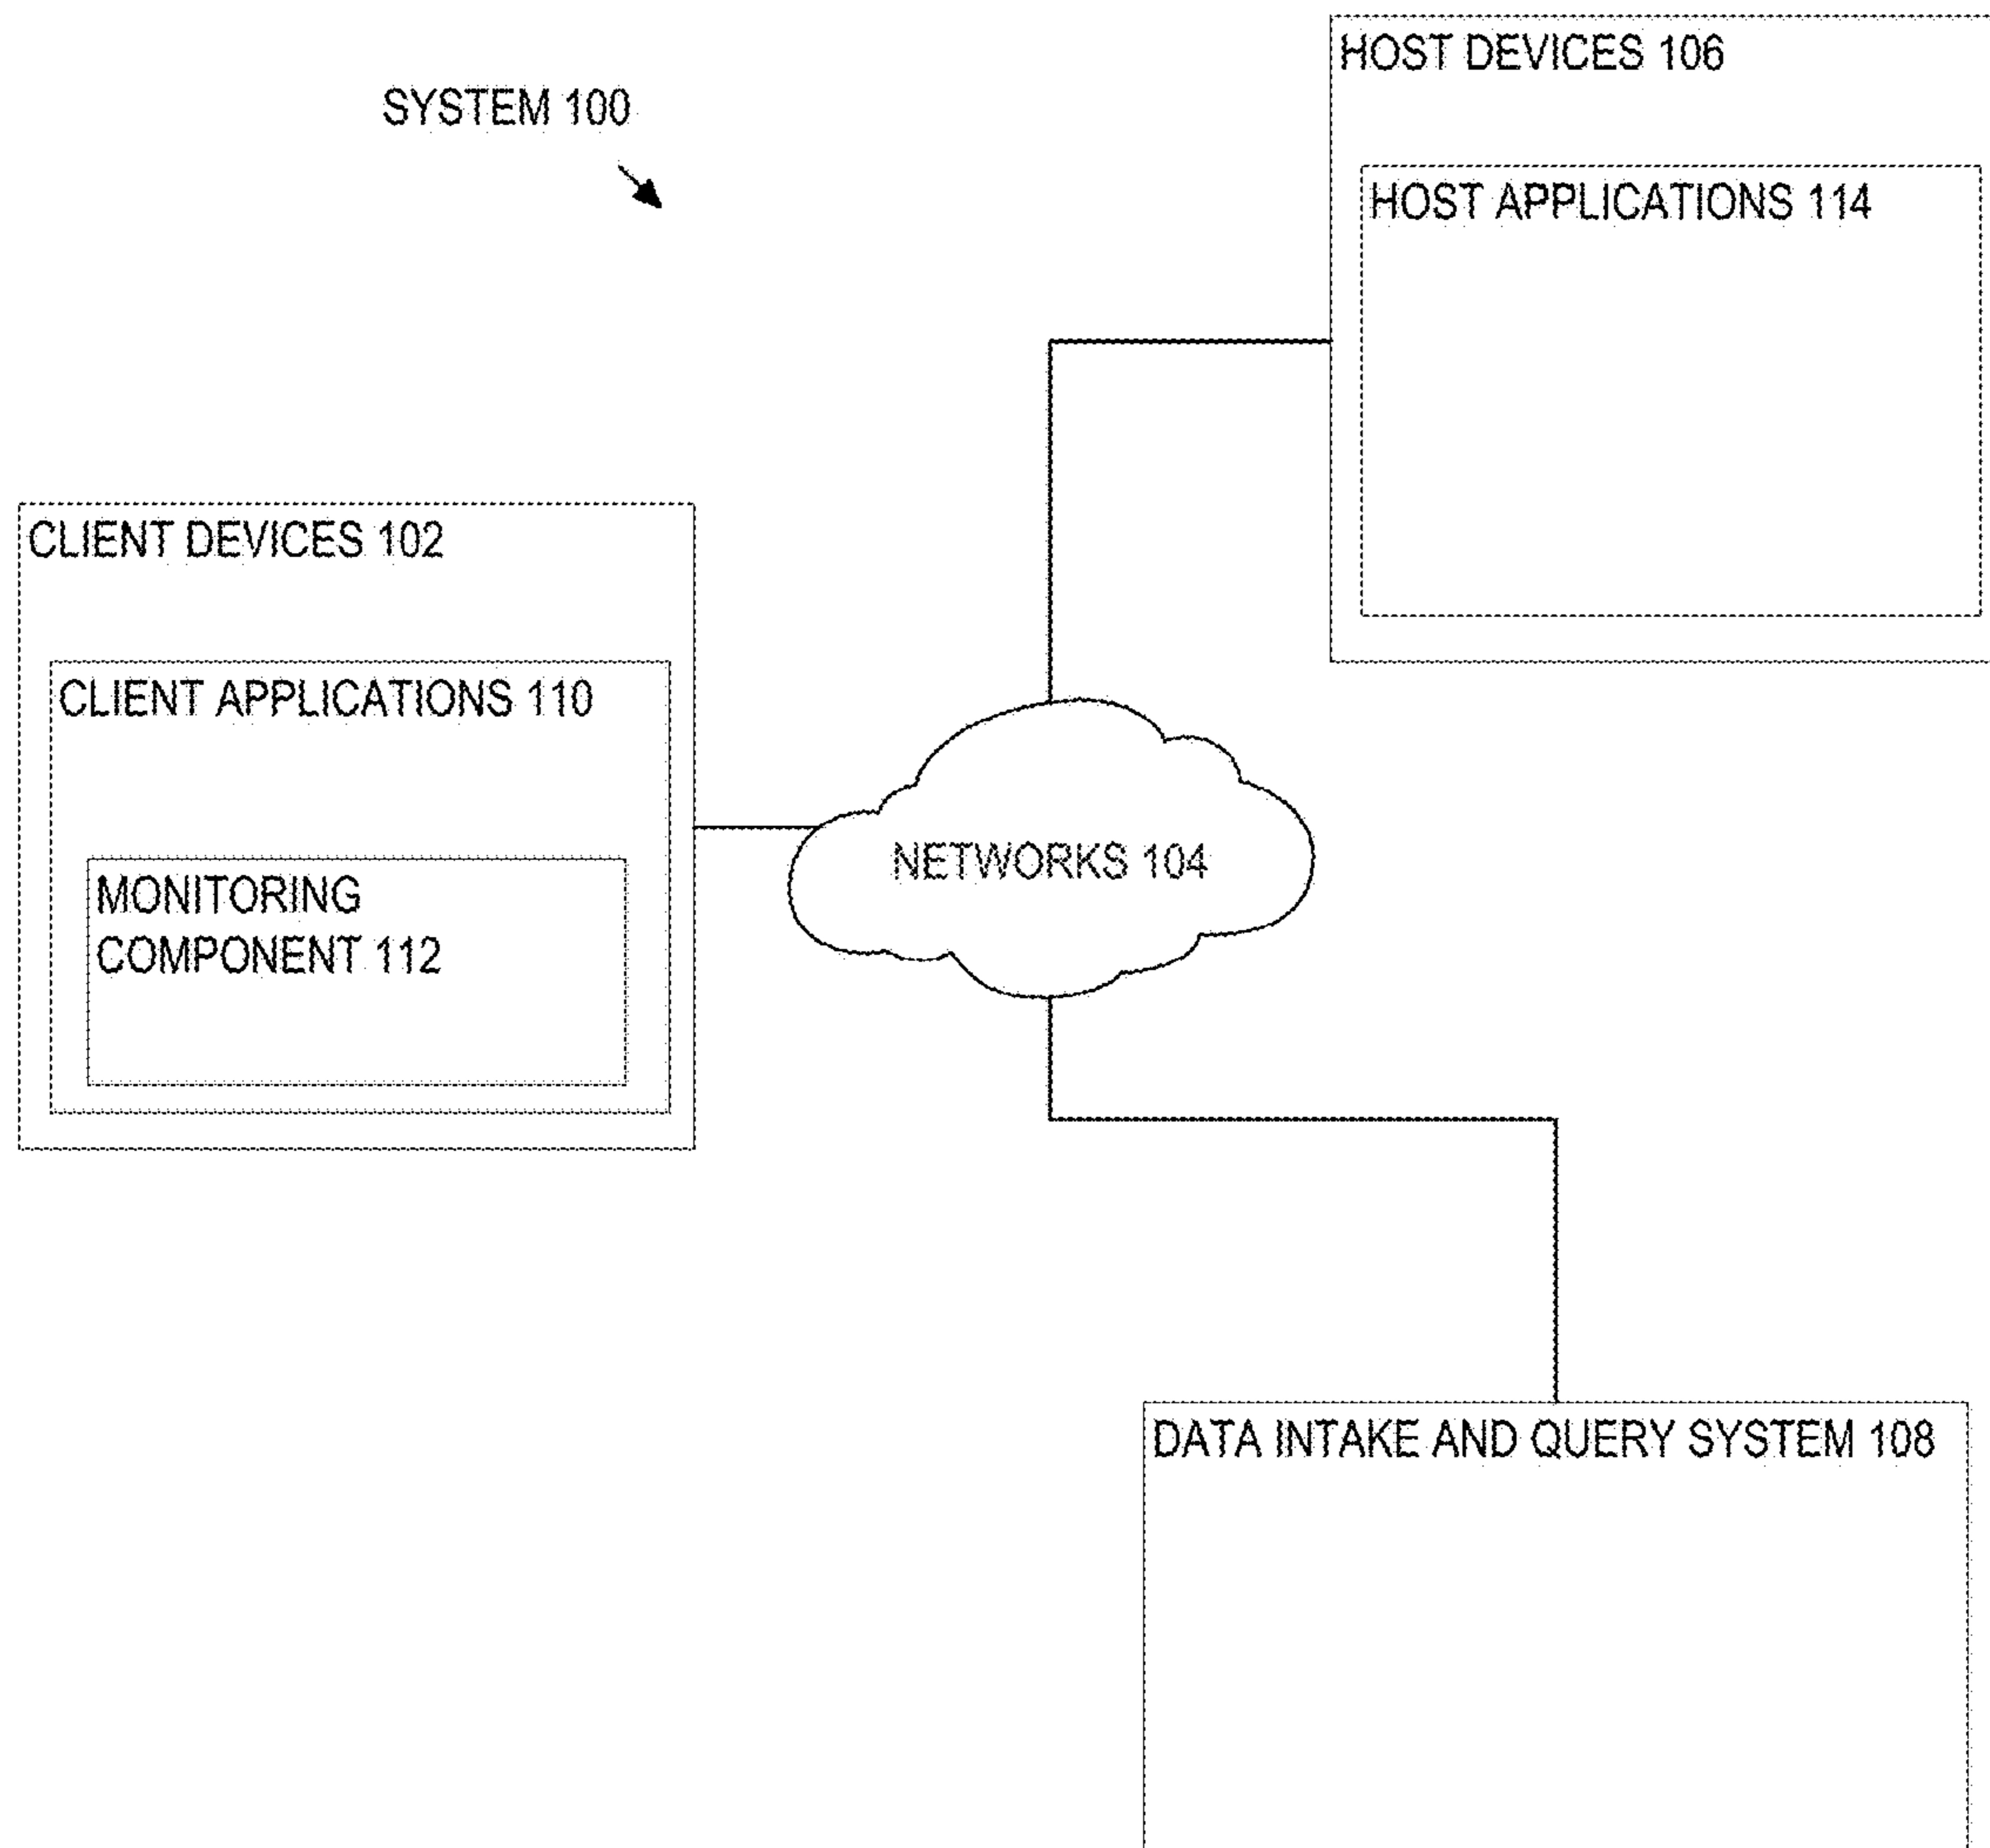 SYSTEM 100
HOST DEVICES 106
HOST APPLICATIONS 114
CLIENT DEVICES 102
CLIENT APPLICATIONS 110
MONITORING
COMPONENT 112
NETWORKS 104
DATA INTAKE AND QUERY SYSTEM 108